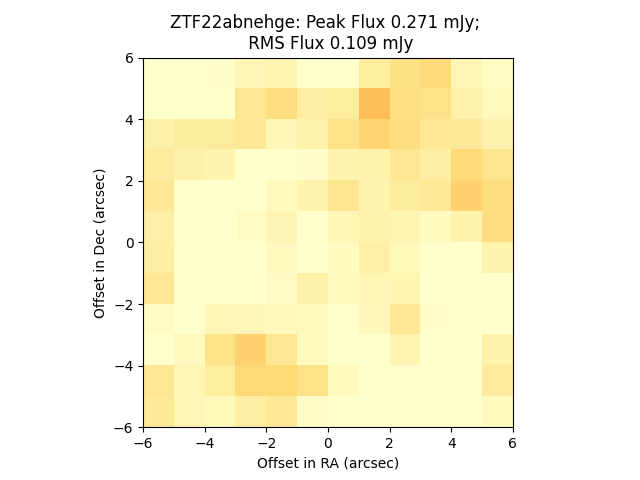 ZTF22abnehge: Peak Flux 0.271 mJy;
RMS Flux 0.109 mJy
6
4
2
0
−2
−4
−6
Offset in Dec (arcsec)
−6 −4 −2 0 2 4 6
Offset in RA (arcsec)